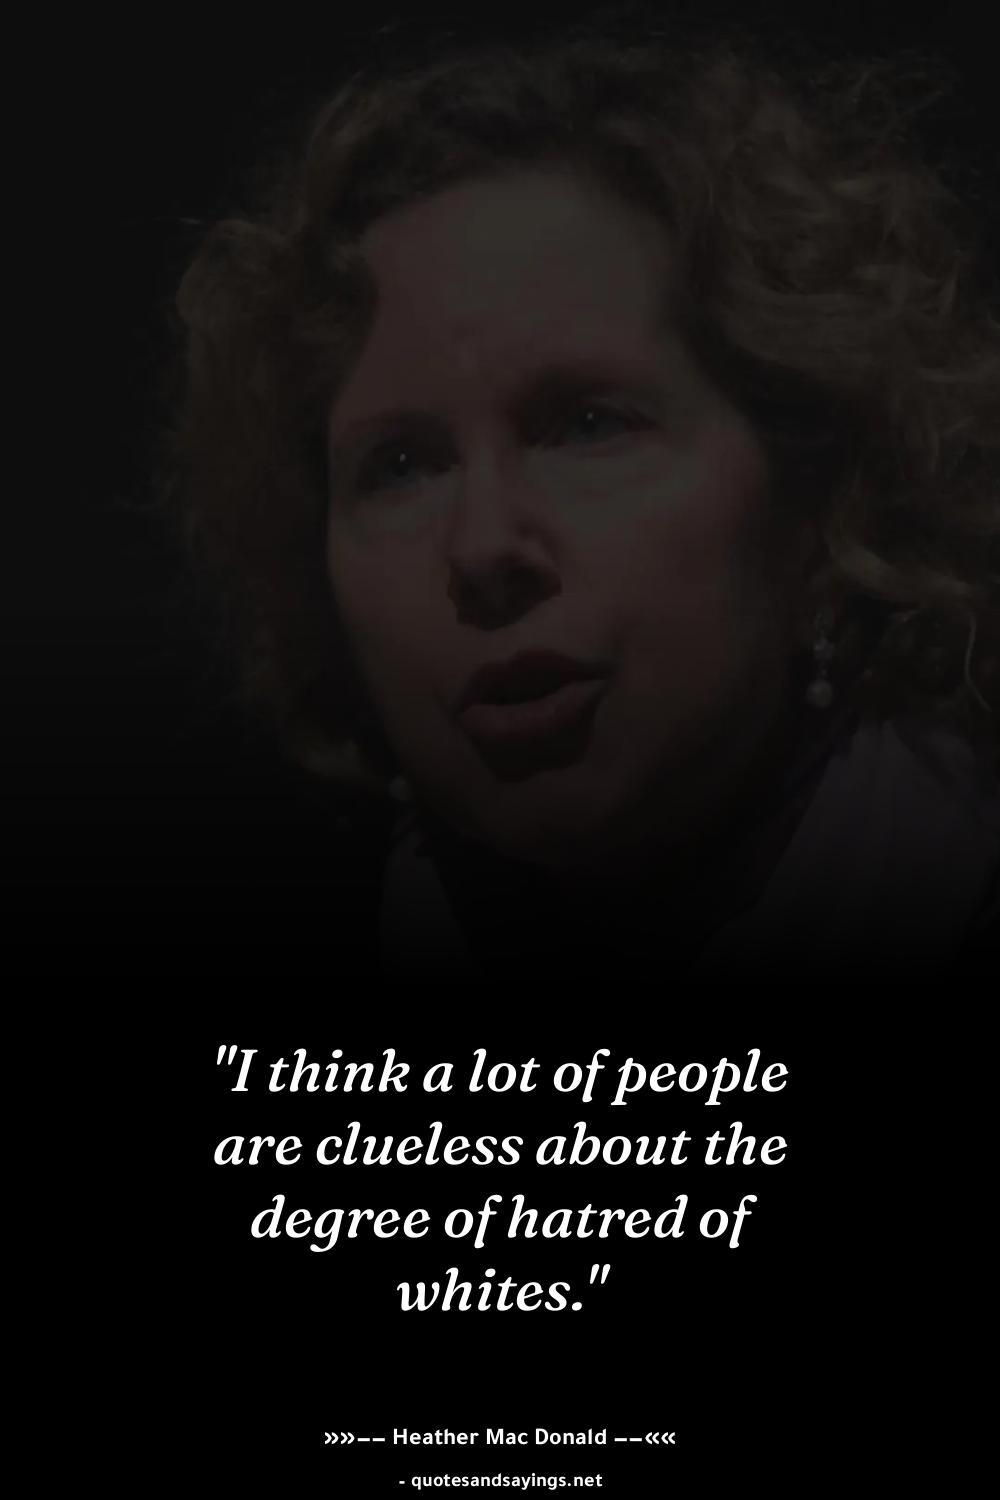 "I think a lot of people
are clueless about the
degree of hatred of
whites."
»»−− Heather Mac Donald −−««
- quotesandsayings.net